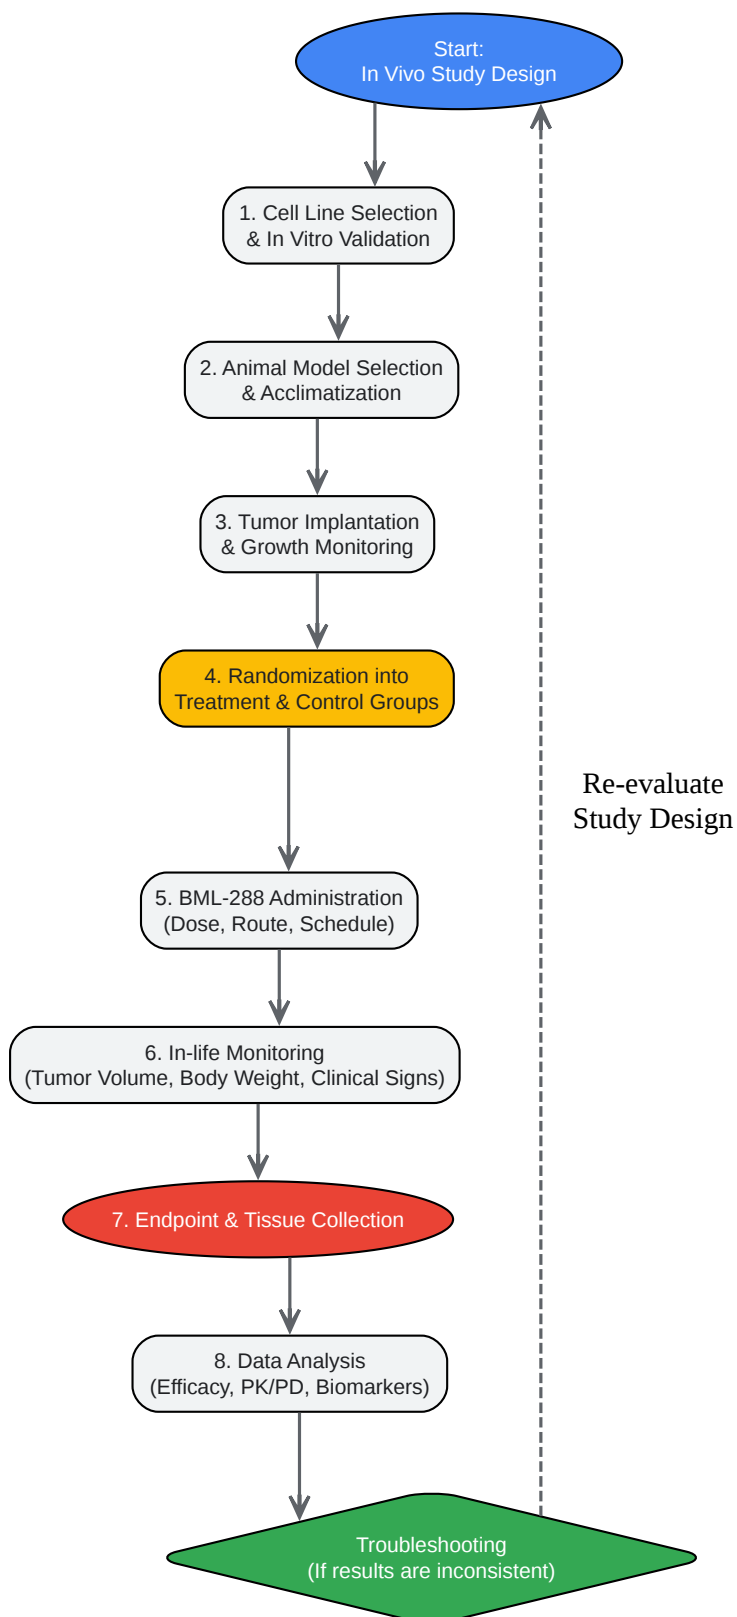 Start:
In Vivo Study Design
1. Cell Line Selection
& In Vitro Validation
2. Animal Model Selection
& Acclimatization
3. Tumor Implantation
& Growth Monitoring
4. Randomization into
Treatment & Control Groups
Re-evaluate
Study Design
5. BML-288 Administration
(Dose, Route, Schedule)
6. In-life Monitoring
(Tumor Volume, Body Weight, Clinical Signs)
7. Endpoint & Tissue Collection
8. Data Analysis
(Efficacy, PK/PD, Biomarkers)
Troubleshooting
(If results are inconsistent)